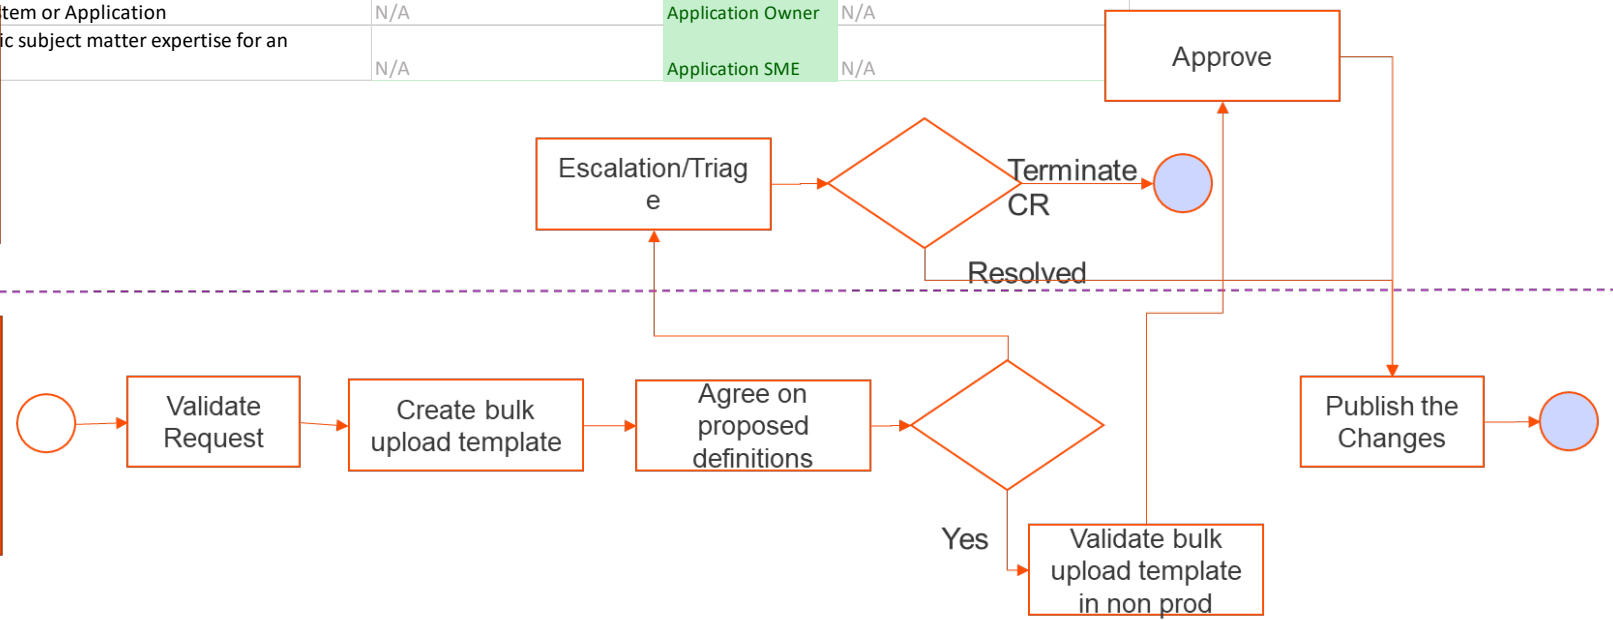 stem or Application N/A Application Owner N/A
ic subject matter expertise for an
N/A Application SME N/A
Approve
Escalation/Triag
e
Terminate
CR
Resolved
Validate
Request
Create bulk
upload template
Agree on
proposed
definitions
Publish the
Changes
Yes
Validate bulk
upload template
in non prod